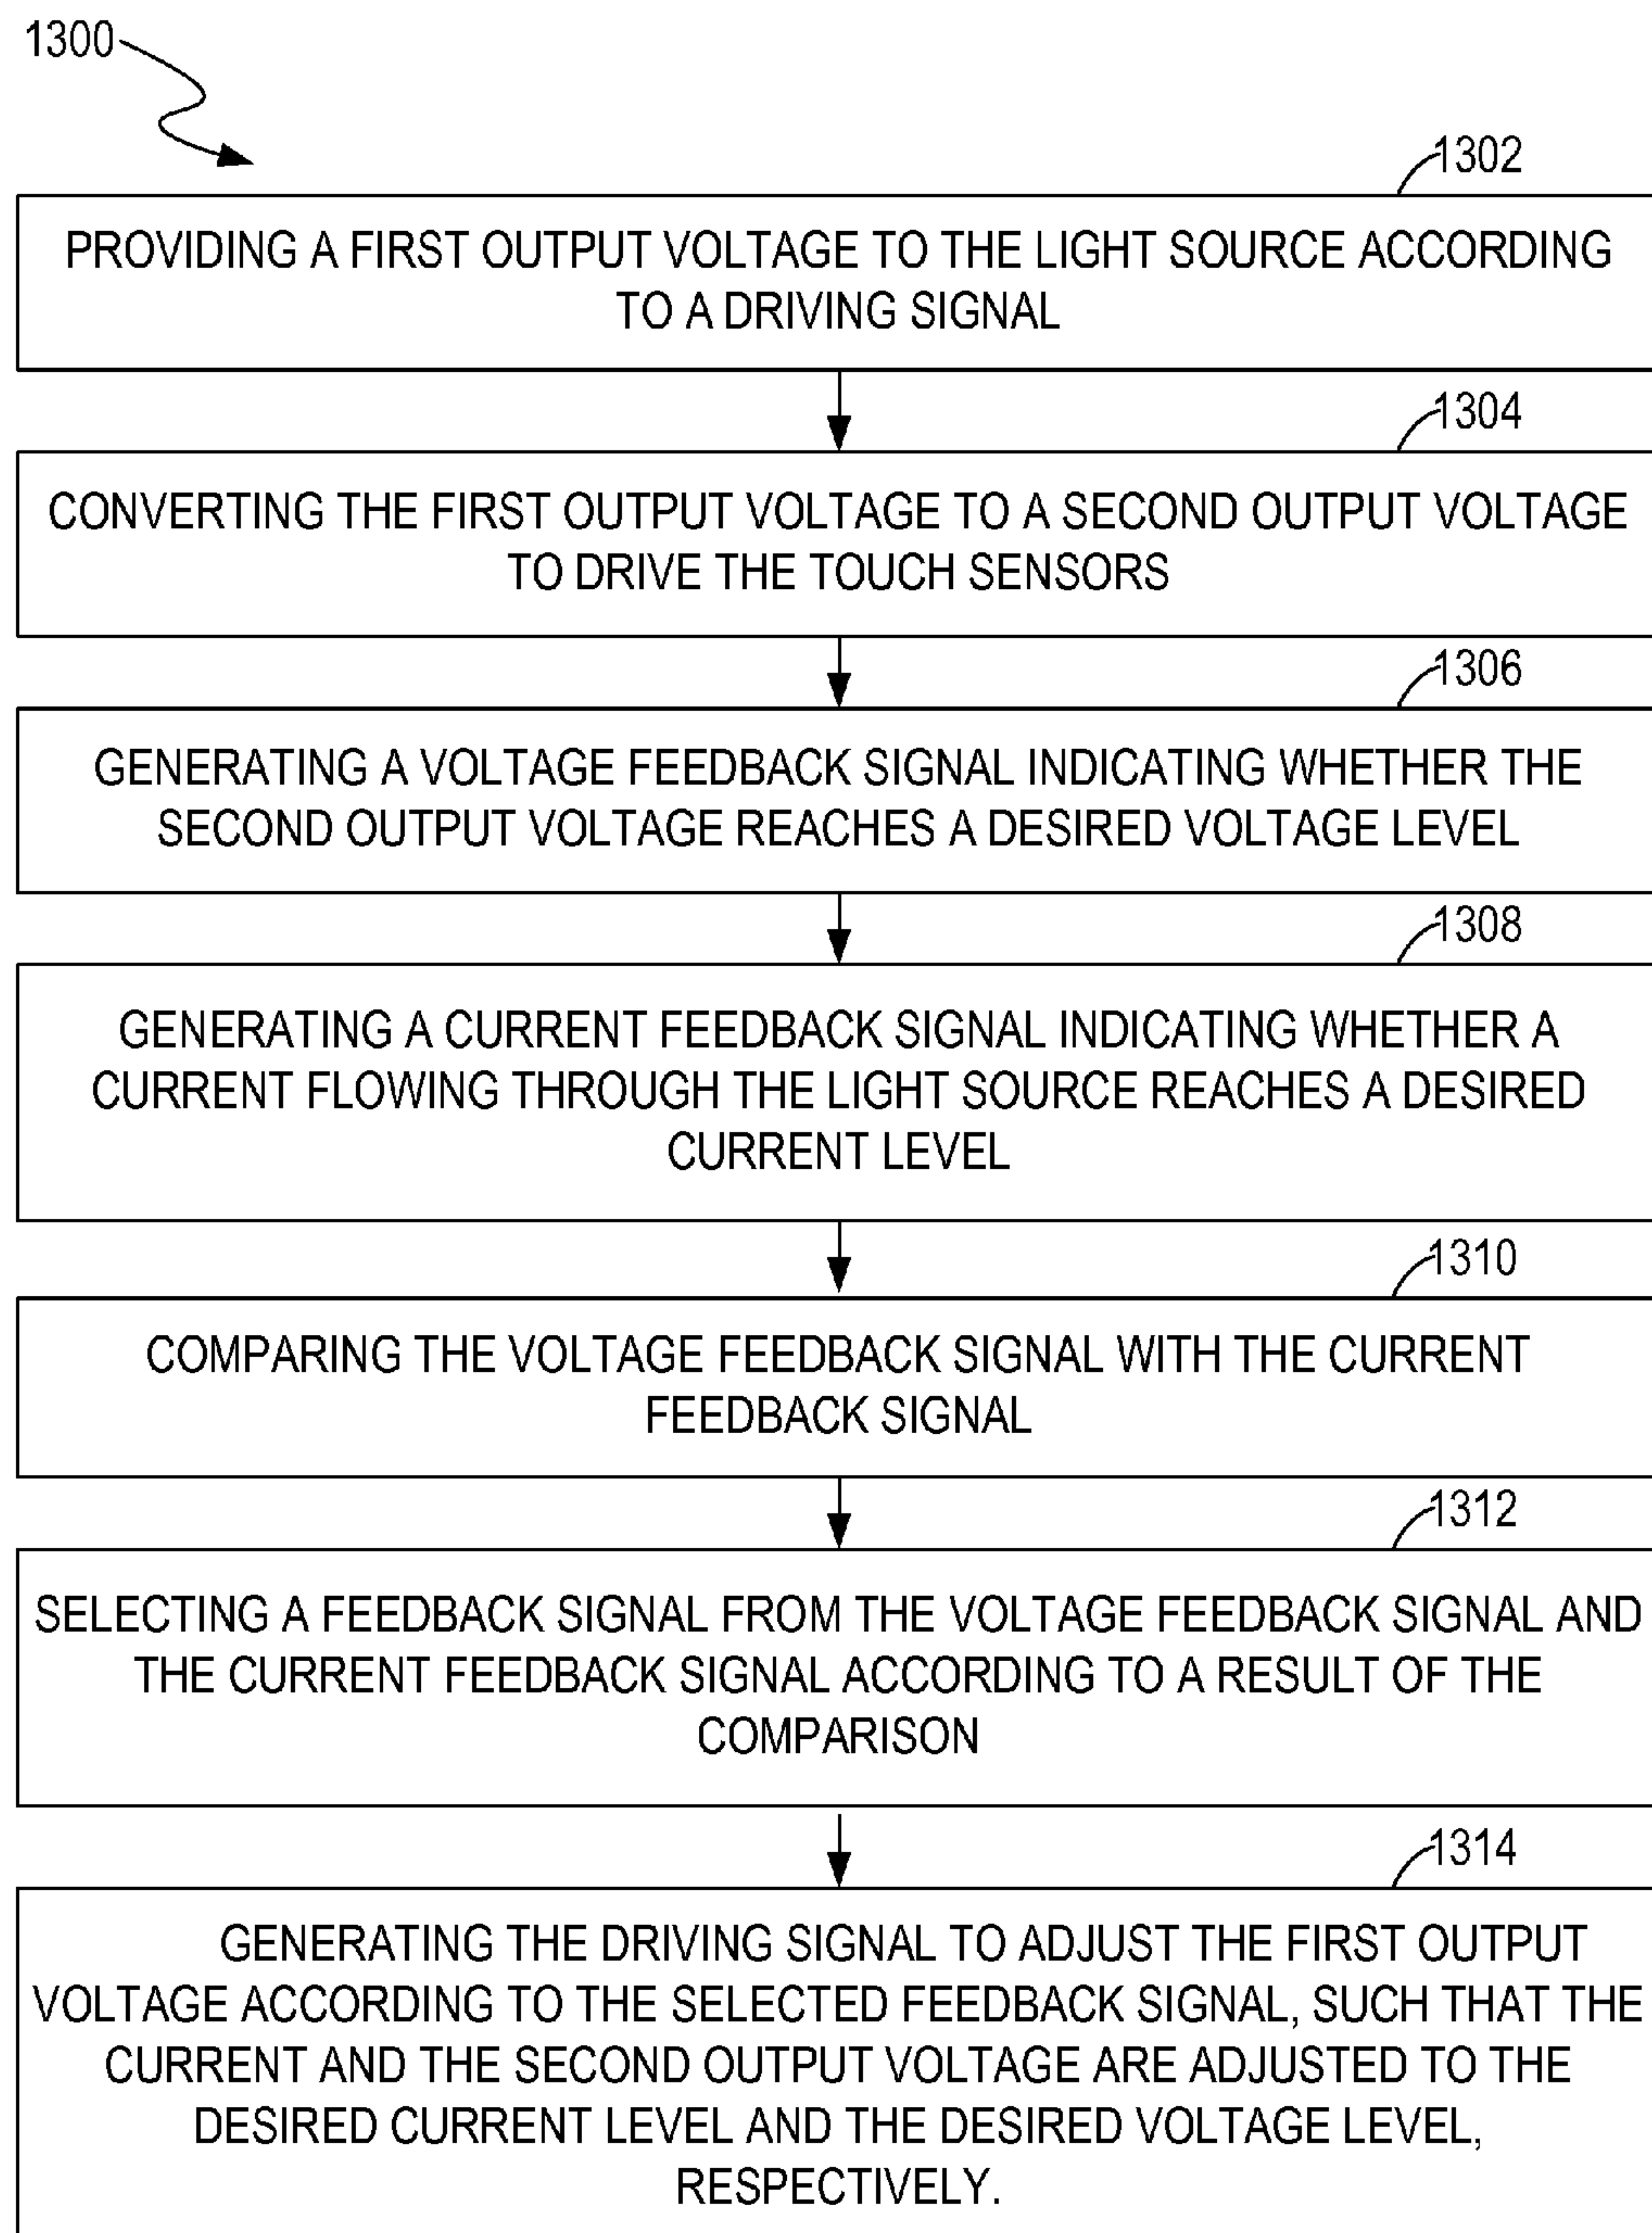 1300
1302
PROVIDING A FIRST OUTPUT VOLTAGE TO THE LIGHT SOURCE ACCORDING
TO A DRIVING SIGNAL
1304
CONVERTING THE FIRST OUTPUT VOLTAGE TO A SECOND OUTPUT VOLTAGE
TO DRIVE THE TOUCH SENSORS
1306
GENERATING A VOLTAGE FEEDBACK SIGNAL INDICATING WHETHER THE
SECOND OUTPUT VOLTAGE REACHES A DESIRED VOLTAGE LEVEL
1308
GENERATING A CURRENT FEEDBACK SIGNAL INDICATING WHETHER A
CURRENT FLOWING THROUGH THE LIGHT SOURCE REACHES A DESIRED
CURRENT LEVEL
1310
COMPARING THE VOLTAGE FEEDBACK SIGNAL WITH THE CURRENT
FEEDBACK SIGNAL
1312
SELECTING A FEEDBACK SIGNAL FROM THE VOLTAGE FEEDBACK SIGNAL AND
THE CURRENT FEEDBACK SIGNAL ACCORDING TO A RESULT OF THE
COMPARISON
1314
GENERATING THE DRIVING SIGNAL TO ADJUST THE FIRST OUTPUT
VOLTAGE ACCORDING TO THE SELECTED FEEDBACK SIGNAL, SUCH THAT THE
CURRENT AND THE SECOND OUTPUT VOLTAGE ARE ADJUSTED TO THE
DESIRED CURRENT LEVEL AND THE DESIRED VOLTAGE LEVEL,
RESPECTIVELY.